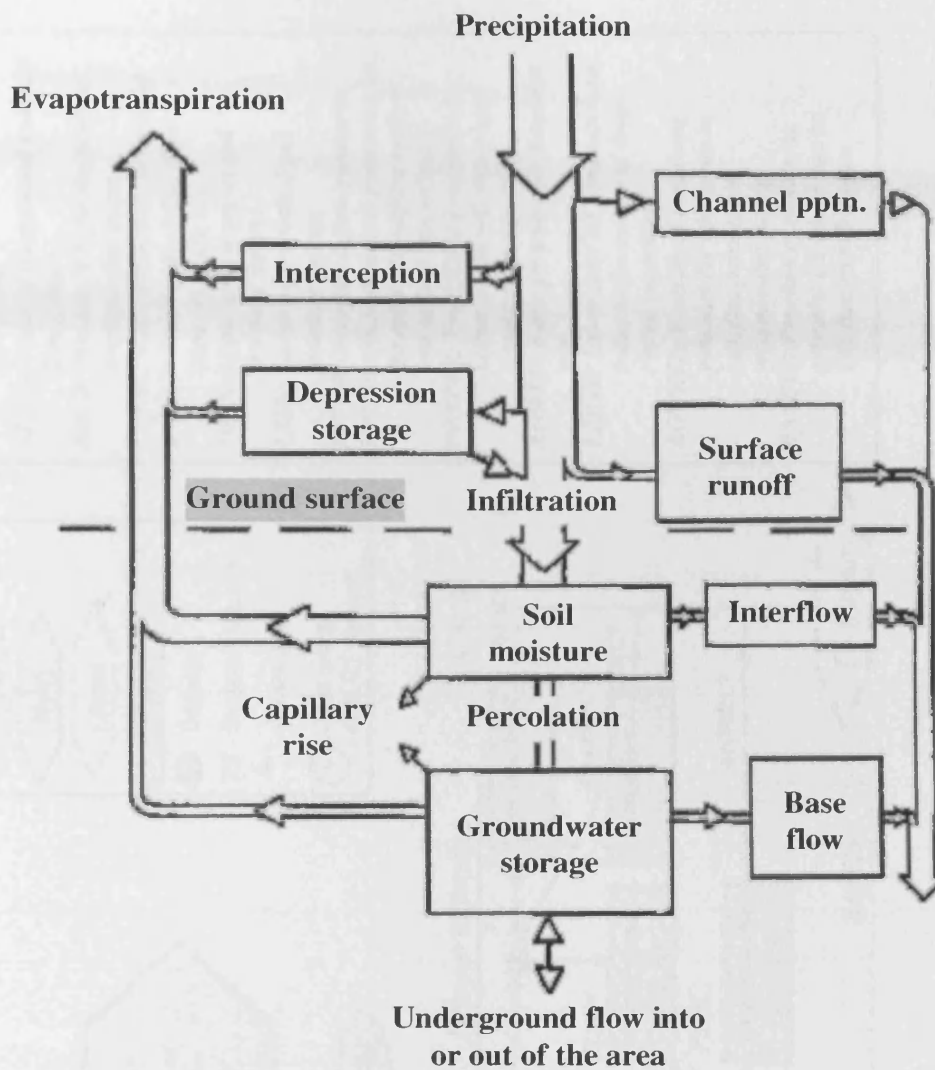 Precipitation
Evapotranspiration
Channel pptn.
Interception
Depression
storage
Surface
runoff
Ground surface
Infiltration
Soil
moisture
Interflow
Capillary
rise
Percolation
Groundwater
storage
Base
flow
Underground flow into
or out of the area